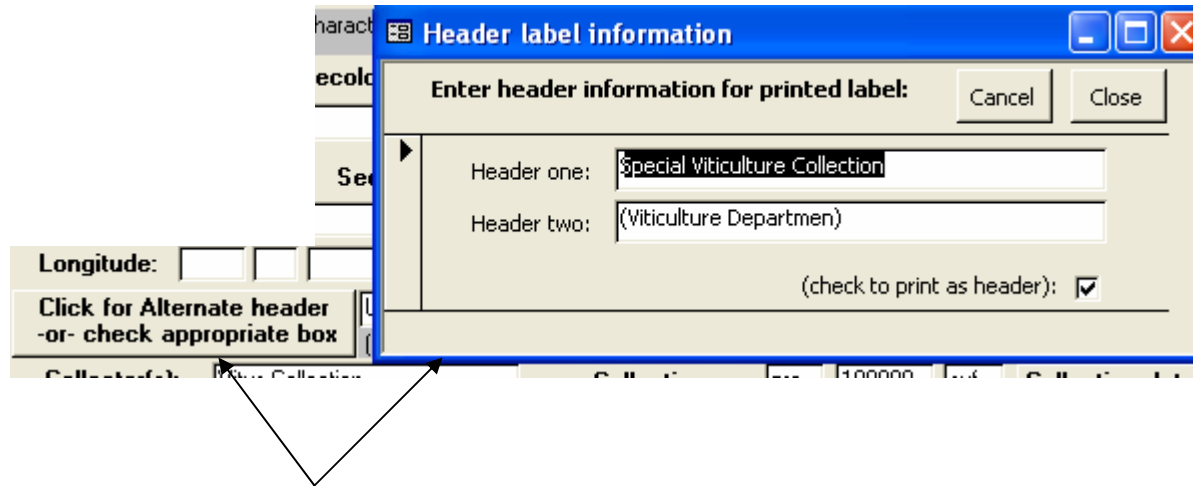 Header label information
Enter header information for printed label:
Cancel
Close
Header one:
Special Viticulture Collection
Header two:
(Viticulture Departmen)
(check to print as header):
Longitude:
Click for Alternate header
-or- check appropriate box